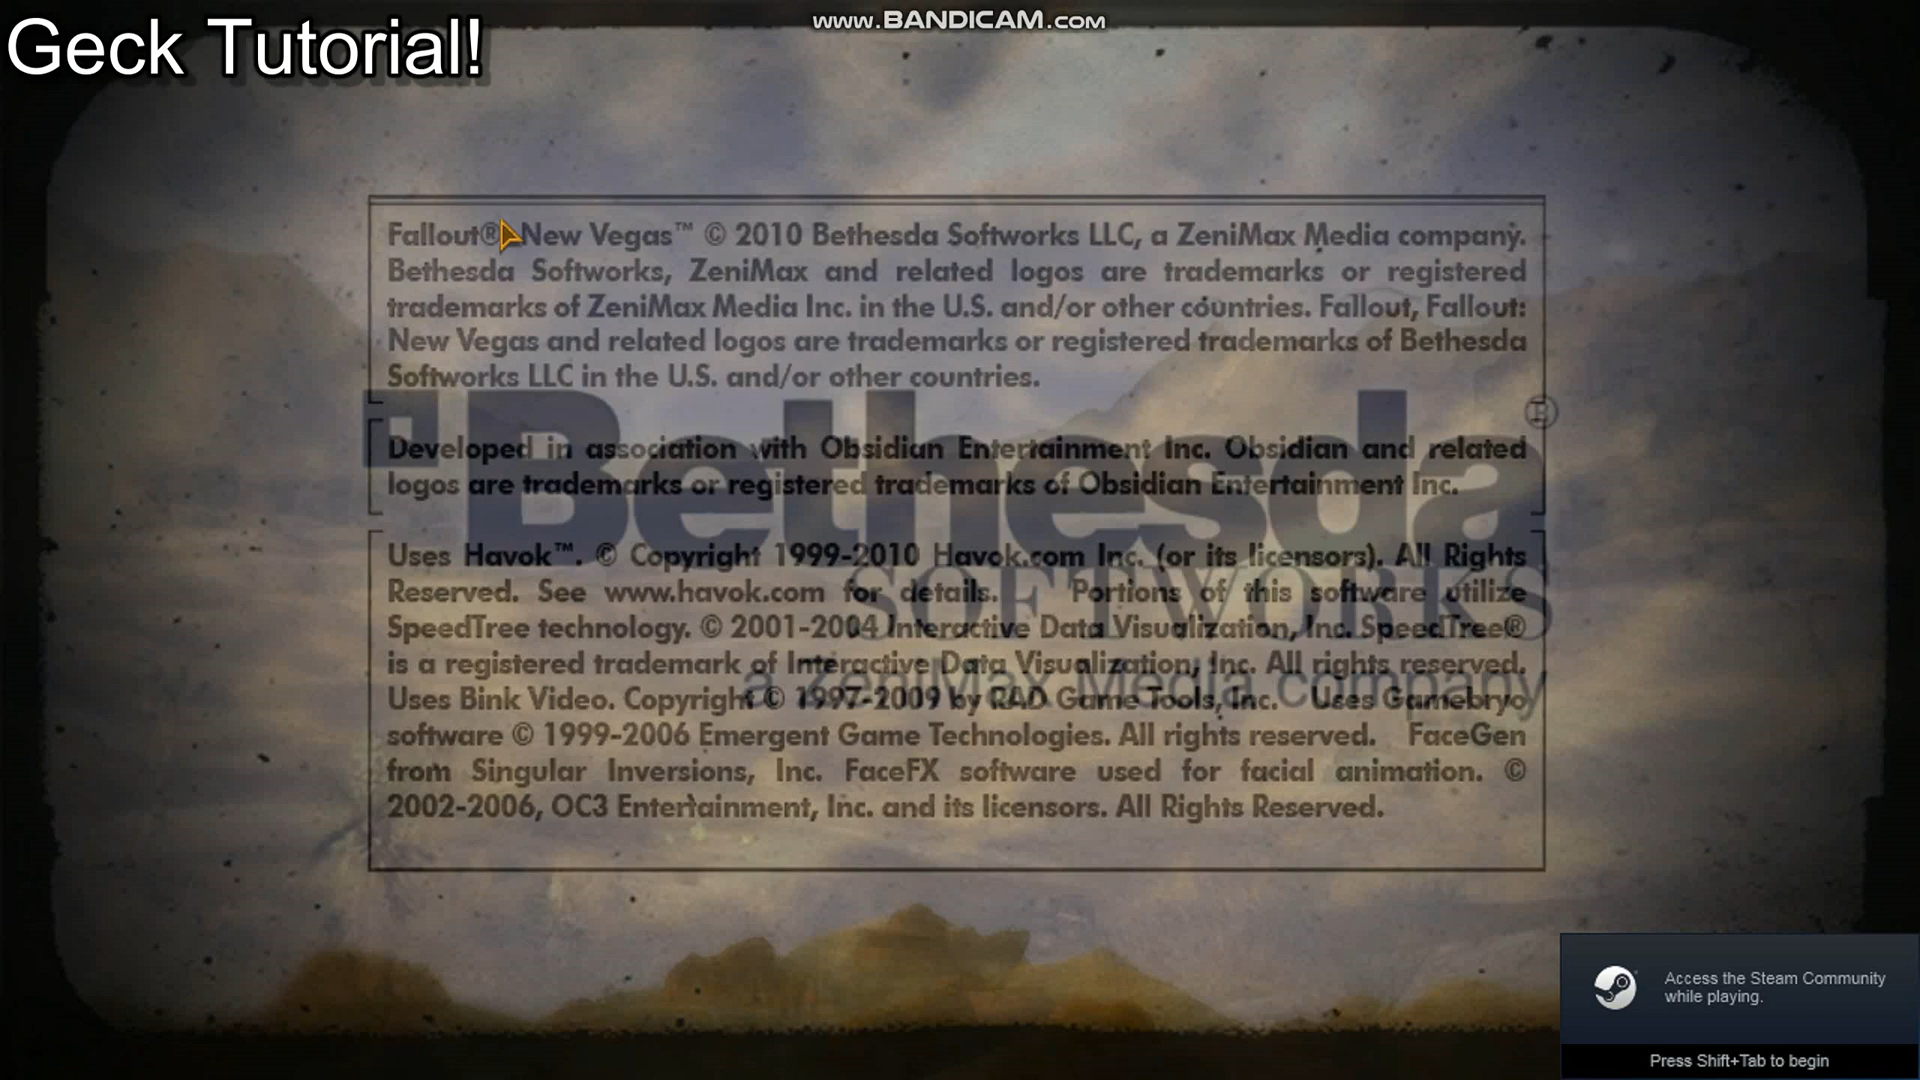 www.BANDICAM.com
Geck Tutorial!
Fallout® New Vegas™ © 2010 Bethesda Softworks LLC, a ZeniMax Media company.
Bethesda Softworks, ZeniMax and related logos are trademarks or registered
trademarks of ZeniMax Media Inc. in the U.S. and/or other countries. Fallout, Fallout:
New Vegas and related logos are trademarks or registered trademarks of Bethesda
Softworks LLC in the U.S. and/or other countries.
Bethesda®
SOFTWORKS
a ZeniMax Media company
Developed in association with Obsidian Entertainment Inc. Obsidian and related
logos are trademarks or registered trademarks of Obsidian Entertainment Inc.
Uses Havok™. © Copyright 1999-2010 Havok.com Inc. (or its licensors). All Rights
Reserved. See www.havok.com for details. Portions of this software utilize
SpeedTree technology. © 2001-2004 Interactive Data Visualization, Inc. SpeedTree®
is a registered trademark of Interactive Data Visualization, Inc. All rights reserved.
Uses Bink Video. Copyright © 1997-2009 by RAD Game Tools, Inc. Uses Gamebryo
software © 1999-2006 Emergent Game Technologies. All rights reserved. FaceGen
from Singular Inversions, Inc. FaceFX software used for facial animation. ©
2002-2006, OC3 Entertainment, Inc. and its licensors. All Rights Reserved.
Access the Steam Community
while playing.
Press Shift+Tab to begin